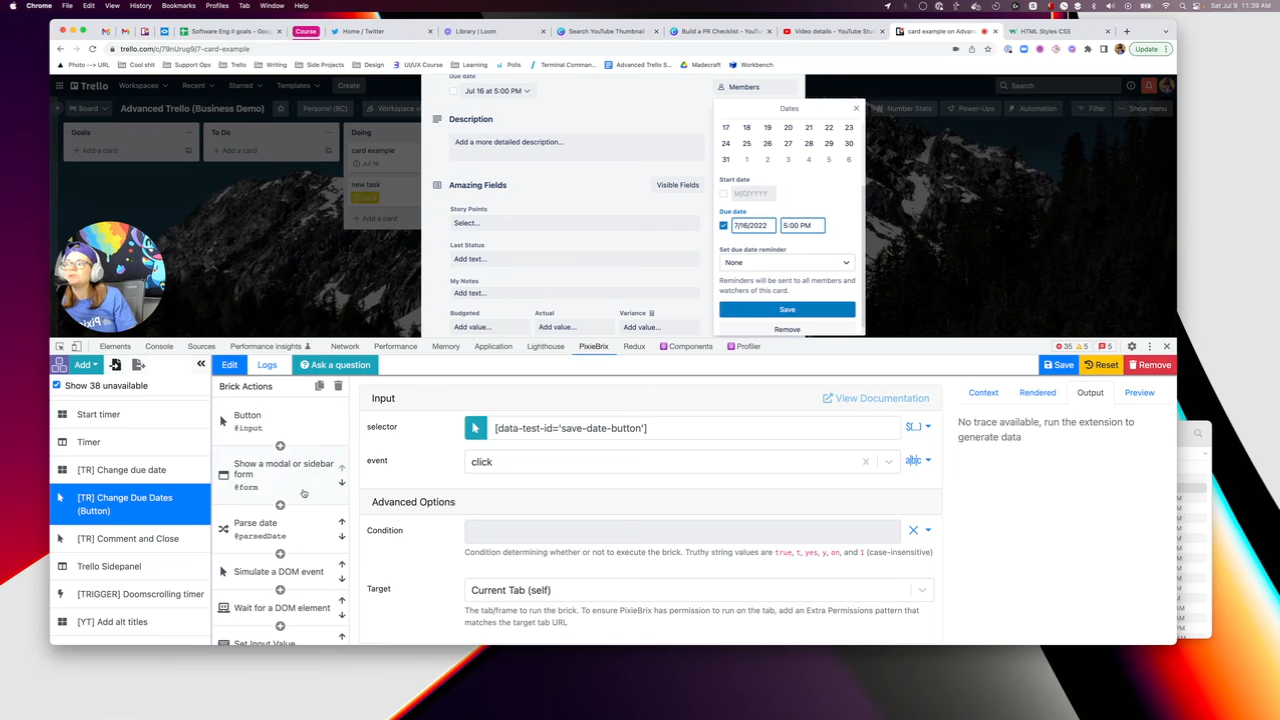 Chrome File Edit View History Bookmarks Profiles Tab Window Help
Sat Jul 9 11:39 AM
Software Eng II goals - Goo
Course
Home / Twitter
Library | Loom
Search YouTube Thumbnail
Build a PR Checklist - YouTu
Video details - YouTube Stu
card example on Advan
HTML Styles CSS
trello.com/c/79nUrug9/7-card-example
Update
Photo --> URL
Cool shit
Support Ops
Trello
Writing
Side Projects
Design
UI/UX Course
Learning
Polls
Terminal Comman...
Advanced Trello S...
Madecraft
Workbench
Workspaces
Recent
Starred
Templates
Create
Search
Board
Advanced Trello (Business Demo)
Personal (BC)
Workspace vi
Number Stats
Power-Ups
Automation
Filter
Show menu
Goals
+ Add a card
To Do
+ Add a card
Doing
card example
Jul 16
new task
+ Add a card
Due date
Jul 16 at 5:00 PM
Members
Description
Add a more detailed description...
Amazing Fields
Visible Fields
Story Points
Select...
Last Status
Add text...
My Notes
Add text...
Budgeted
Actual
Variance
Add value...
Add value...
Add value...
Dates
17 18 19 20 21 22 23
24 25 26 27 28 29 30
31 1 2 3 4 5 6
Start date
M/D/YYYY
Due date
7/16/2022
5:00 PM
Set due date reminder
None
Reminders will be sent to all members and
watchers of this card.
Save
Remove
Elements
Console
Sources
Performance insights
Network
Performance
Memory
Application
Lighthouse
PixieBrix
Redux
Components
Profiler
35
5
5
Add
Edit
Logs
Ask a question
Save
Reset
Remove
Show 38 unavailable
Start timer
Timer
[TR] Change due date
[TR] Change Due Dates
(Button)
[TR] Comment and Close
Trello Sidepanel
[TRIGGER] Doomscrolling timer
[YT] Add alt titles
Brick Actions
Button
@input
Show a modal or sidebar
form
@form
Parse date
@parsedDate
Simulate a DOM event
Wait for a DOM element
Set Input Value
Input
View Documentation
selector
[data-test-id='save-date-button']
event
click
Advanced Options
Condition
Condition determining whether or not to execute the brick. Truthy string values are true, t, yes, y, on, and 1 (case-insensitive)
Target
Current Tab (self)
The tab/frame to run the brick. To ensure PixieBrix has permission to run on the tab, add an Extra Permissions pattern that
matches the target tab URL
Context
Rendered
Output
Preview
No trace available, run the extension to
generate data